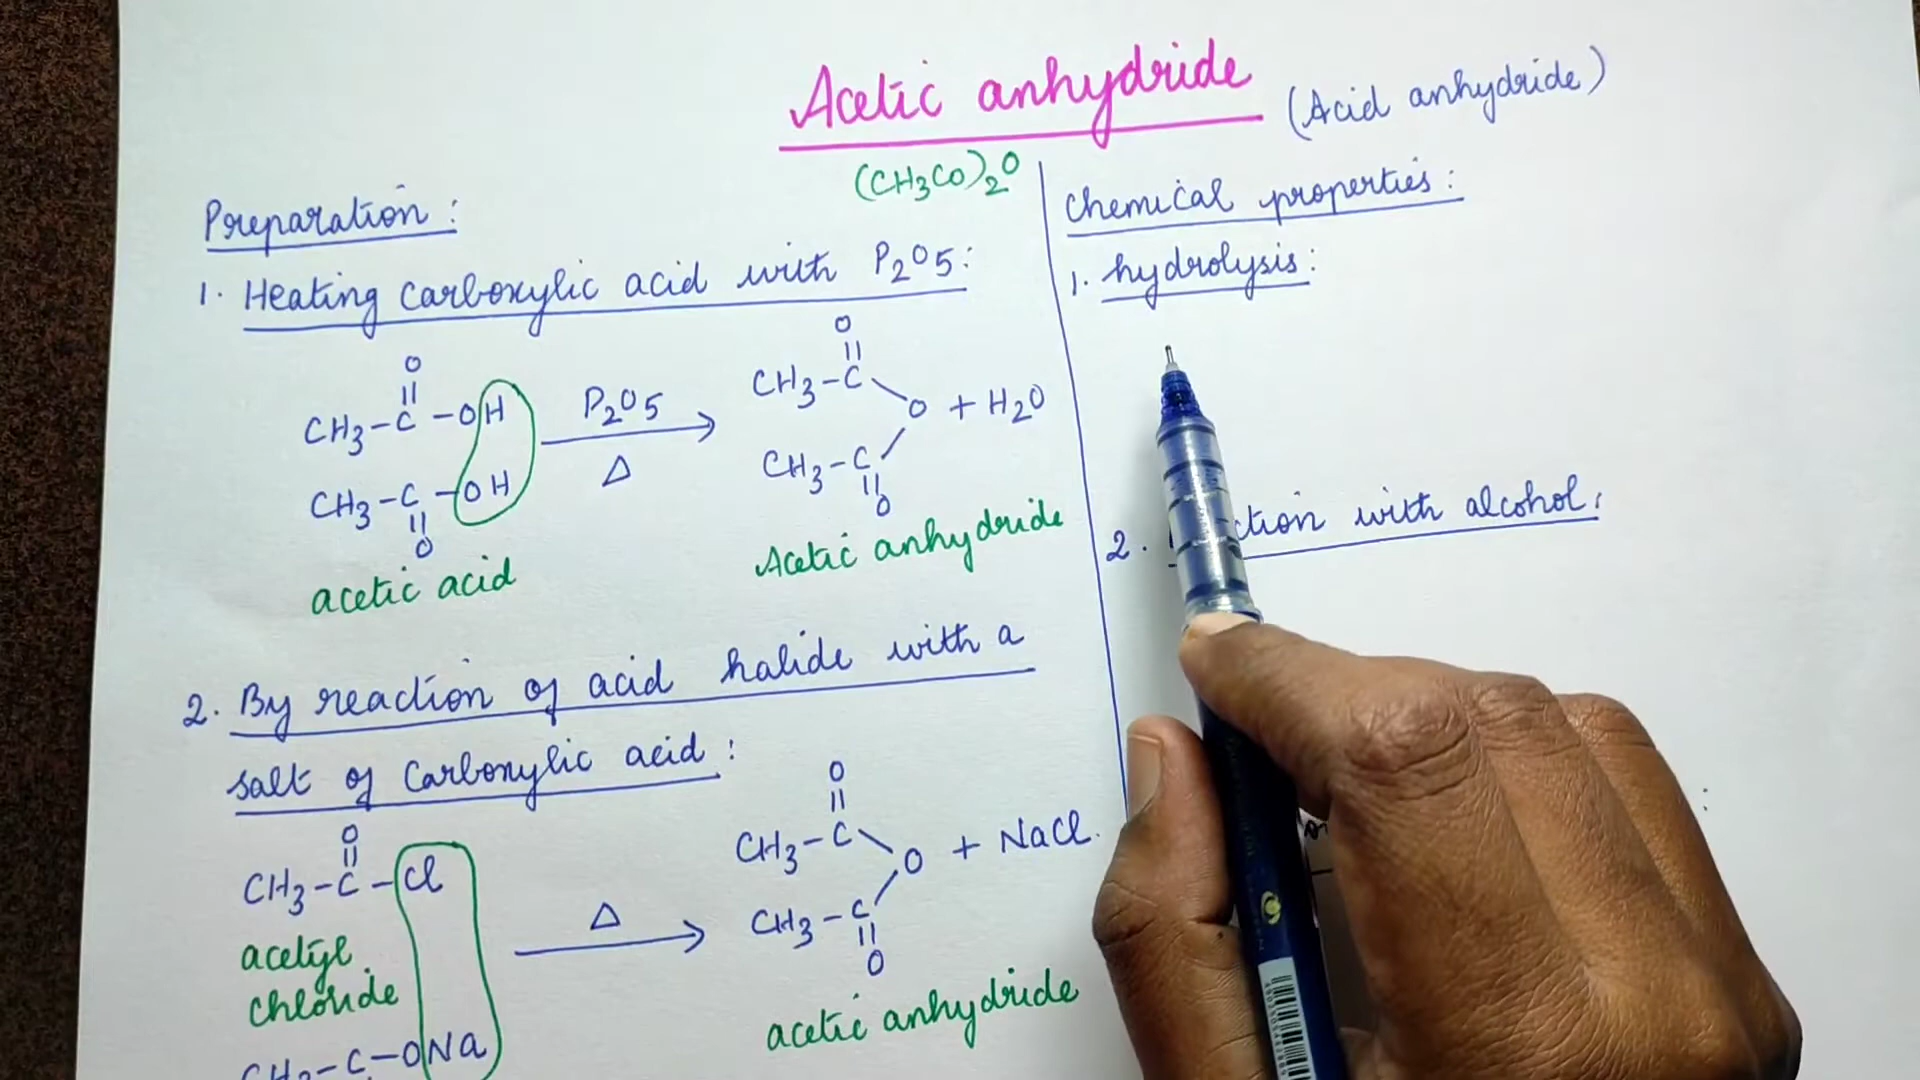 Acetic anhydride (Acid anhydride)
(CH3CO)2O
Preparation:
1. Heating carboxylic acid with P2O5:
O
||
CH3-C-OH
CH3-C-OH
||
O
acetic acid
P2O5
Δ
O
||
CH3-C
O + H2O
CH3-C
||
O
Acetic anhydride
2. By reaction of acid halide with a
salt of carboxylic acid:
O
||
CH3-C-Cl
acetyl
chloride
CH3-C-ONa
Δ
O
||
CH3-C
O + NaCl.
CH3-C
||
O
acetic anhydride
Chemical properties:
1. hydrolysis:
2. with alcohol: